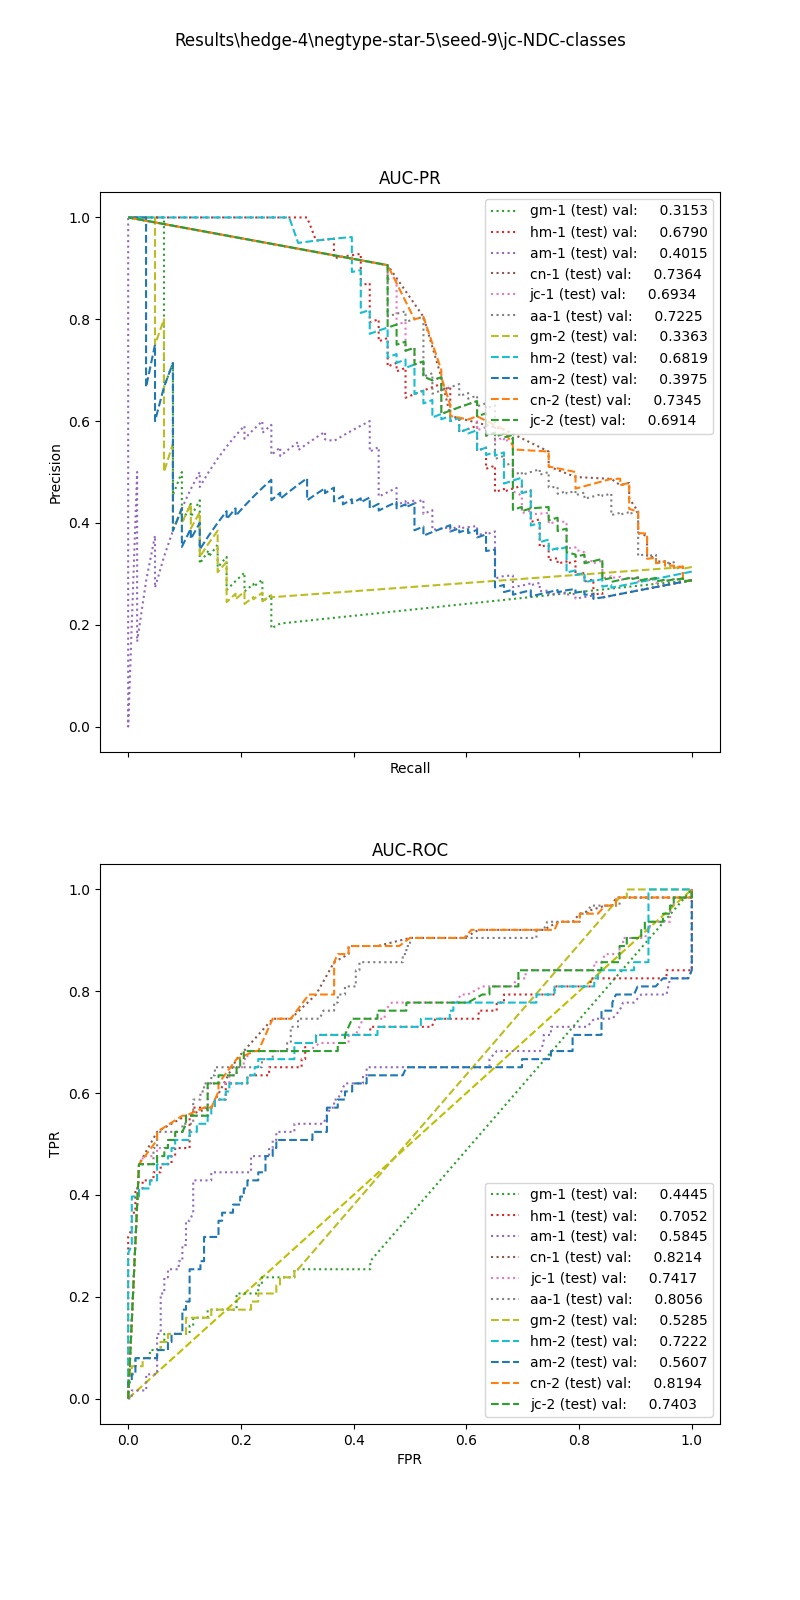 Results\hedge-4\negtype-star-5\seed-9\jc-NDC-classes
AUC-PR
gm-1 (test) val: 0.3153
hm-1 (test) val: 0.6790
am-1 (test) val: 0.4015
cn-1 (test) val: 0.7364
jc-1 (test) val: 0.6934
aa-1 (test) val: 0.7225
gm-2 (test) val: 0.3363
hm-2 (test) val: 0.6819
am-2 (test) val: 0.3975
cn-2 (test) val: 0.7345
jc-2 (test) val: 0.6914
1.0
0.8
0.6
0.4
0.2
0.0
Precision
Recall
AUC-ROC
1.0
0.8
0.6
0.4
0.2
0.0
TPR
gm-1 (test) val: 0.4445
hm-1 (test) val: 0.7052
am-1 (test) val: 0.5845
cn-1 (test) val: 0.8214
jc-1 (test) val: 0.7417
aa-1 (test) val: 0.8056
gm-2 (test) val: 0.5285
hm-2 (test) val: 0.7222
am-2 (test) val: 0.5607
cn-2 (test) val: 0.8194
jc-2 (test) val: 0.7403
0.0 0.2 0.4 0.6 0.8 1.0
FPR